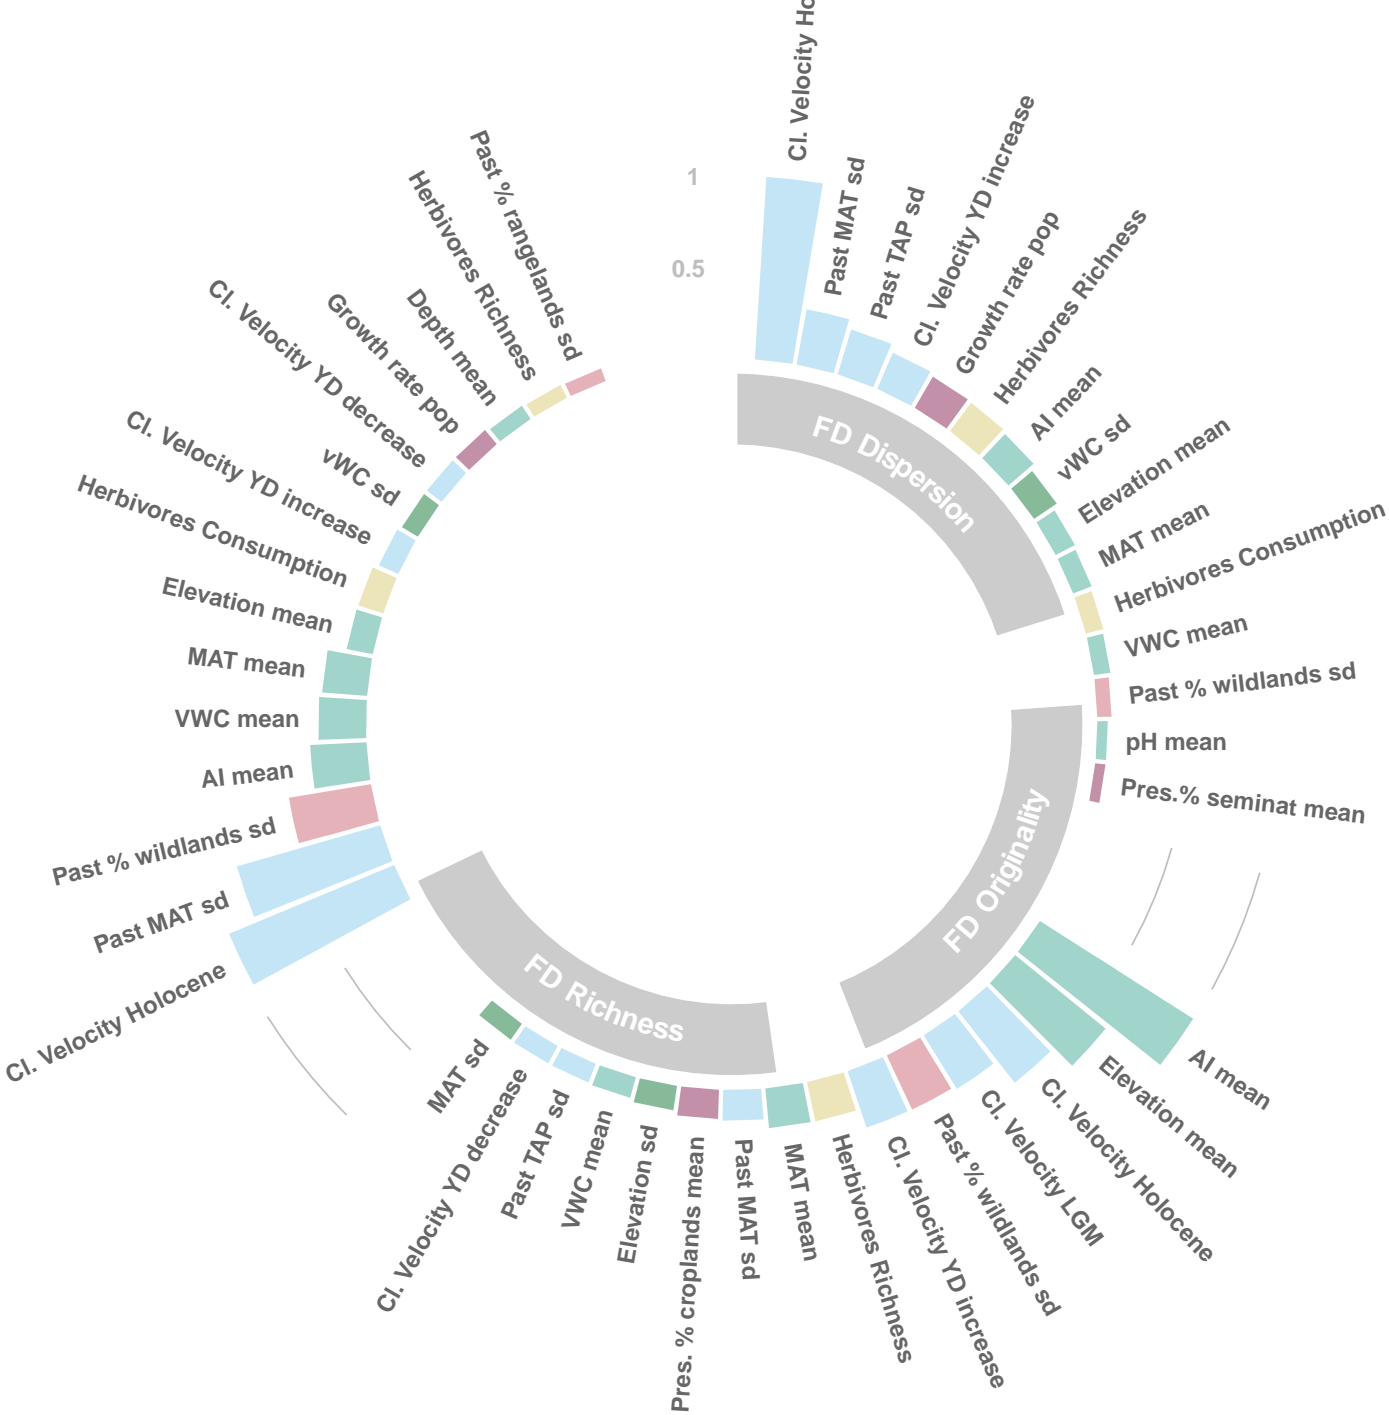 1
0.5
Cl. Velocity Ho
Past MAT sd
Past TAP sd
Cl. Velocity YD increase
Growth rate pop
Herbivores Richness
AI mean
vWC sd
Elevation mean
MAT mean
Herbivores Consumption
VWC mean
Past % wildlands sd
pH mean
Pres.% seminat mean
FD Dispersion
AI mean
Elevation mean
Cl. Velocity Holocene
Cl. Velocity LGM
Past % wildlands sd
Cl. Velocity YD increase
Herbivores Richness
MAT mean
Past MAT sd
Pres. % croplands mean
Elevation sd
VWC mean
Past TAP sd
Cl. Velocity YD decrease
MAT sd
FD Originality
Cl. Velocity Holocene
Past MAT sd
Past % wildlands sd
AI mean
VWC mean
MAT mean
Elevation mean
Herbivores Consumption
Cl. Velocity YD increase
vWC sd
Cl. Velocity YD decrease
Growth rate pop
Depth mean
Herbivores Richness
Past % rangelands sd
FD Richness